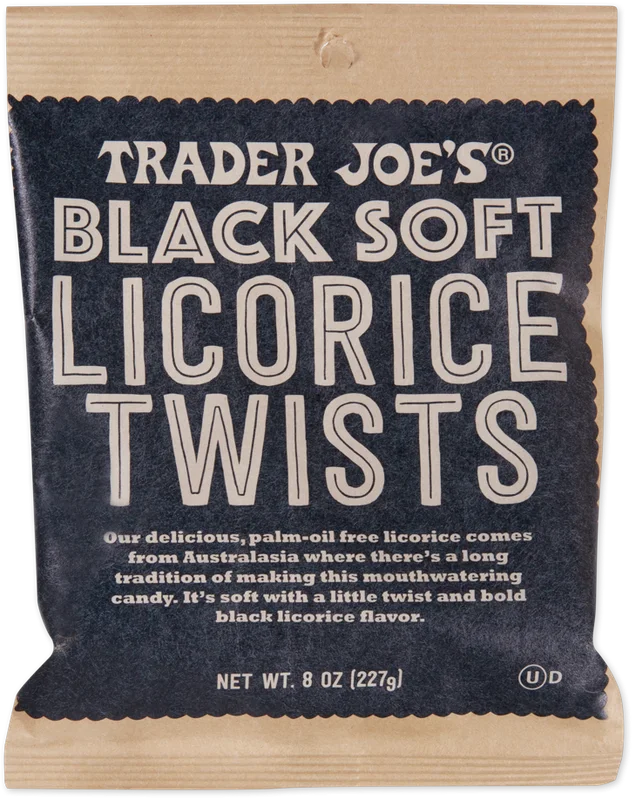 TRADER JOE'S®
BLACK SOFT
LICORICE
TWISTS
Our delicious, palm-oil free licorice comes
from Australasia where there's a long
tradition of making this mouthwatering
candy. It's soft with a little twist and bold
black licorice flavor.
NET WT. 8 OZ (227g)
Ⓤ D